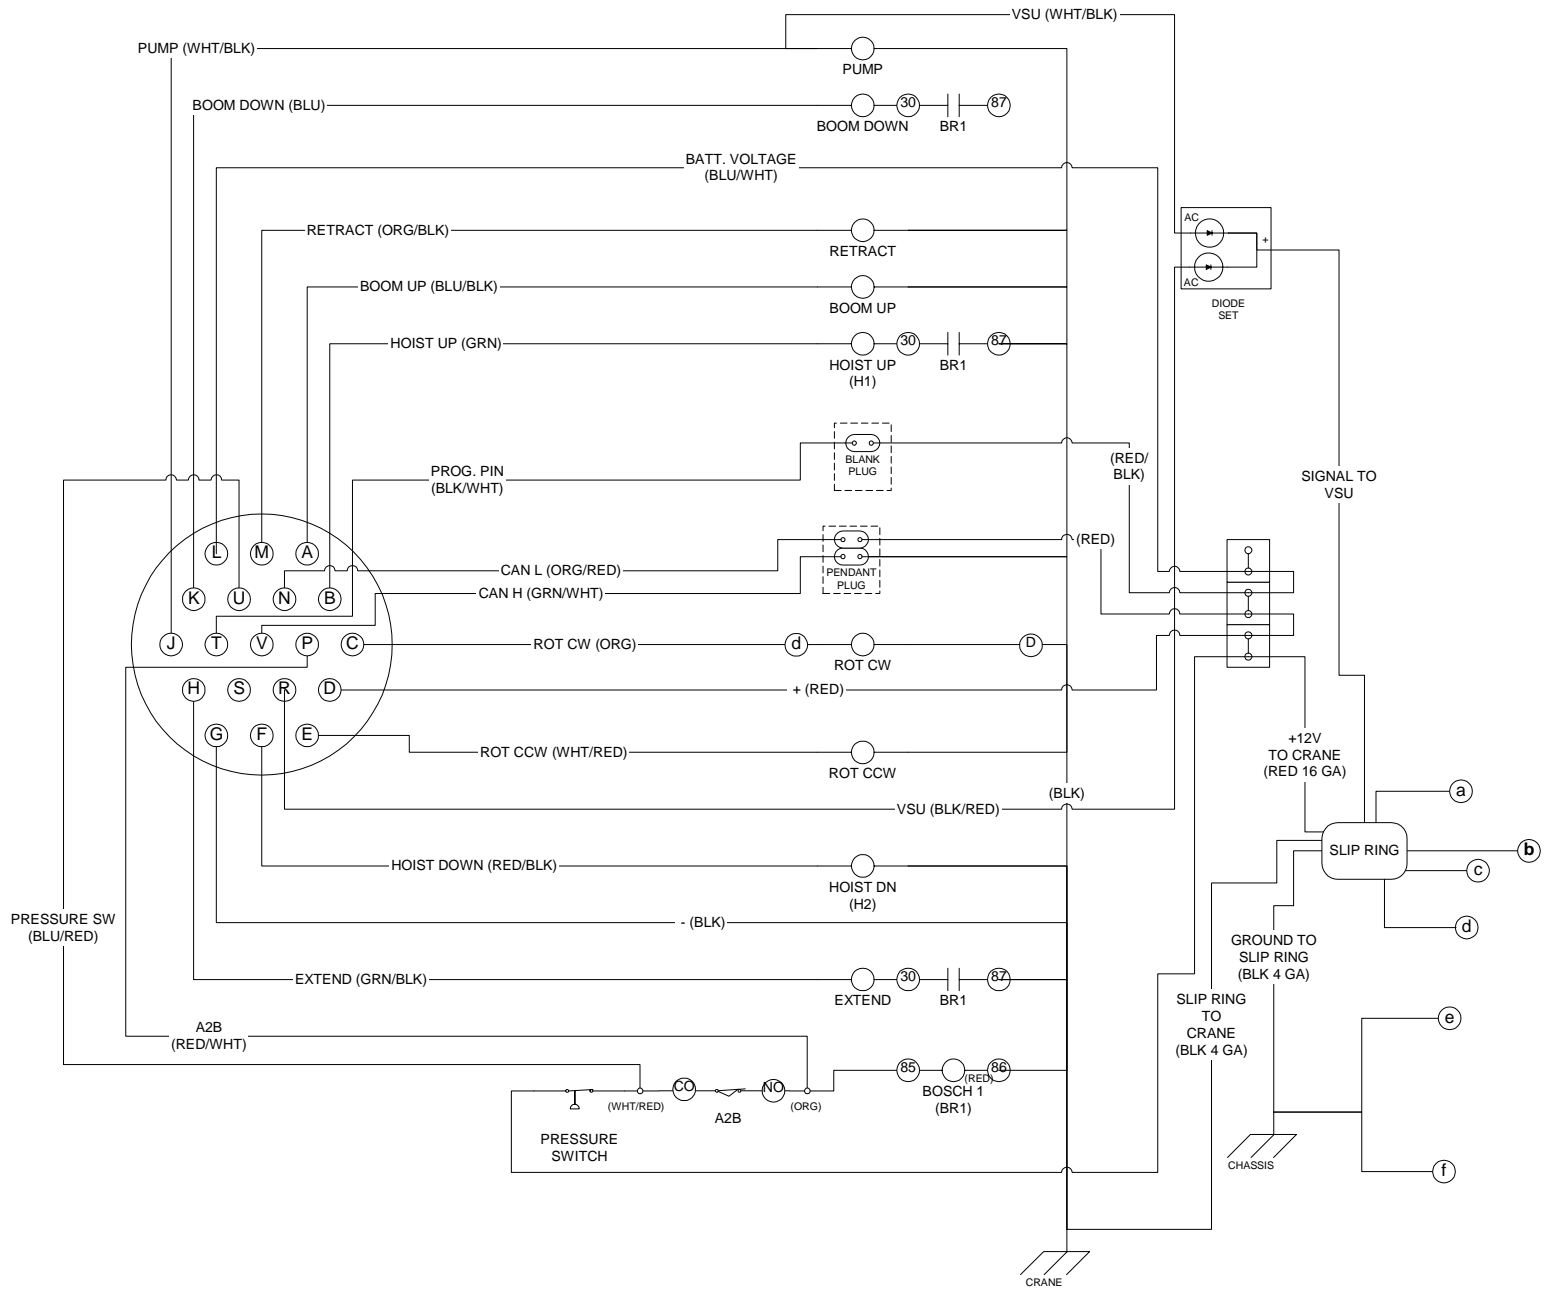 VSU (WHT/BLK)
PUMP (WHT/BLK)
PUMP
BOOM DOWN (BLU)
30
87
BOOM DOWN
BR1
BATT. VOLTAGE
(BLU/WHT)
AC
+
AC
DIODE
SET
RETRACT (ORG/BLK)
RETRACT
BOOM UP (BLU/BLK)
BOOM UP
HOIST UP (GRN)
30
87
HOIST UP
(H1)
BR1
BLANK
PLUG
(RED/
BLK)
PROG. PIN
(BLK/WHT)
SIGNAL TO
VSU
L
M
A
K
U
N
B
J
T
V
P
C
H
S
R
D
G
F
E
(RED)
CAN L (ORG/RED)
PENDANT
PLUG
CAN H (GRN/WHT)
ROT CW (ORG)
d
ROT CW
D
+ (RED)
ROT CCW (WHT/RED)
ROT CCW
+12V
TO CRANE
(RED 16 GA)
(BLK)
VSU (BLK/RED)
a
SLIP RING
b
c
d
HOIST DOWN (RED/BLK)
HOIST DN
(H2)
PRESSURE SW
(BLU/RED)
- (BLK)
GROUND TO
SLIP RING
(BLK 4 GA)
EXTEND (GRN/BLK)
30
87
EXTEND
BR1
SLIP RING
TO
CRANE
(BLK 4 GA)
e
A2B
(RED/WHT)
85
(RED)
86
BOSCH 1
(BR1)
CO
NO
(WHT/RED)
A2B
(ORG)
PRESSURE
SWITCH
CHASSIS
f
CRANE